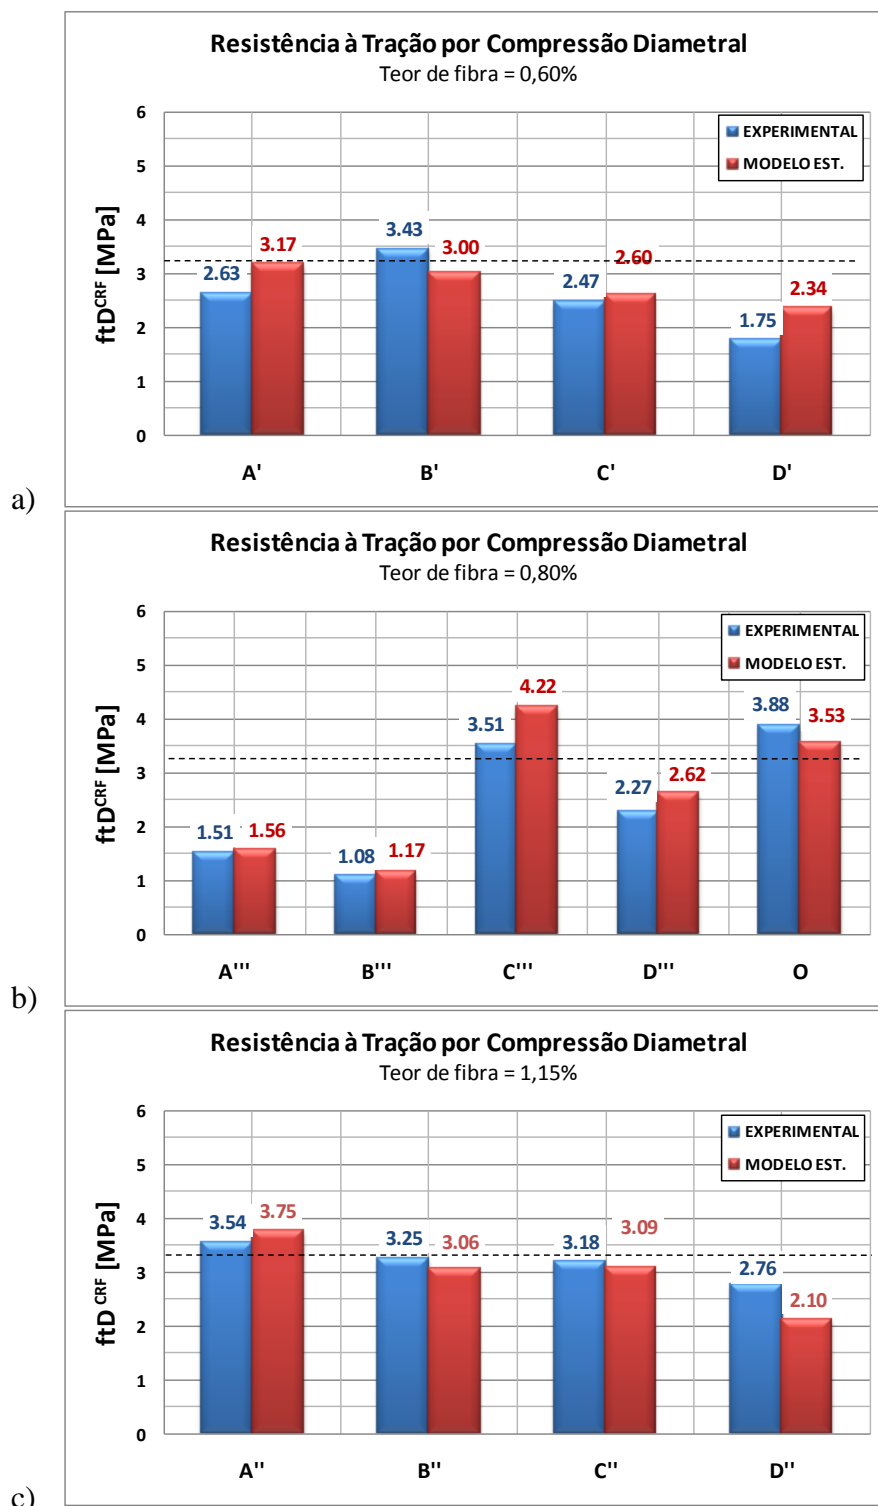 Resistência à Tração por Compressão Diametral
Teor de fibra = 0,60%
EXPERIMENTAL
MODELO EST.
ftD^CRF [MPa]
6
5
4
3
2
1
0
2.63
3.17
3.43
3.00
2.47
2.60
1.75
2.34
A' B' C' D'
a)
Resistência à Tração por Compressão Diametral
Teor de fibra = 0,80%
EXPERIMENTAL
MODELO EST.
ftD^CRF [MPa]
6
5
4
3
2
1
0
1.51
1.56
1.08
1.17
3.51
4.22
2.27
2.62
3.88
3.53
A''' B''' C''' D''' O
b)
Resistência à Tração por Compressão Diametral
Teor de fibra = 1,15%
EXPERIMENTAL
MODELO EST.
ftD^CRF [MPa]
6
5
4
3
2
1
0
3.54
3.75
3.25
3.06
3.18
3.09
2.76
2.10
A'' B'' C'' D''
c)